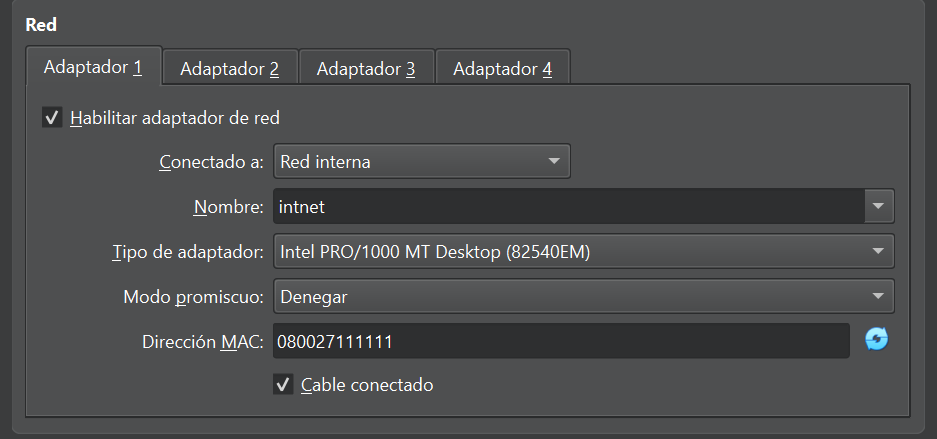 Red
Adaptador 1 Adaptador 2 Adaptador 3 Adaptador 4
Habilitar adaptador de red
Conectado a: Red interna
Nombre: intnet
Tipo de adaptador: Intel PRO/1000 MT Desktop (82540EM)
Modo promiscuo: Denegar
Dirección MAC: 080027111111
Cable conectado